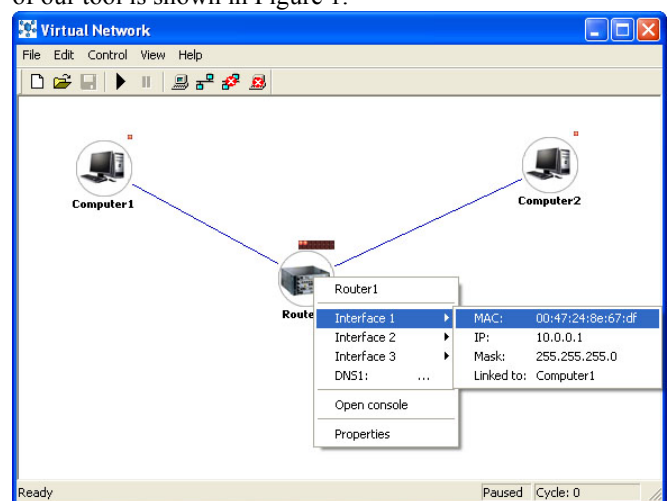 of our tool is shown in Figure 1.
Virtual Network
File Edit Control View Help
Computer1
Computer2
Route
Router1
Interface 1
MAC: 00:47:24:8e:67:df
Interface 2
IP: 10.0.0.1
Interface 3
Mask: 255.255.255.0
DNS1: ...
Linked to: Computer1
Open console
Properties
Ready
Paused
Cycle: 0